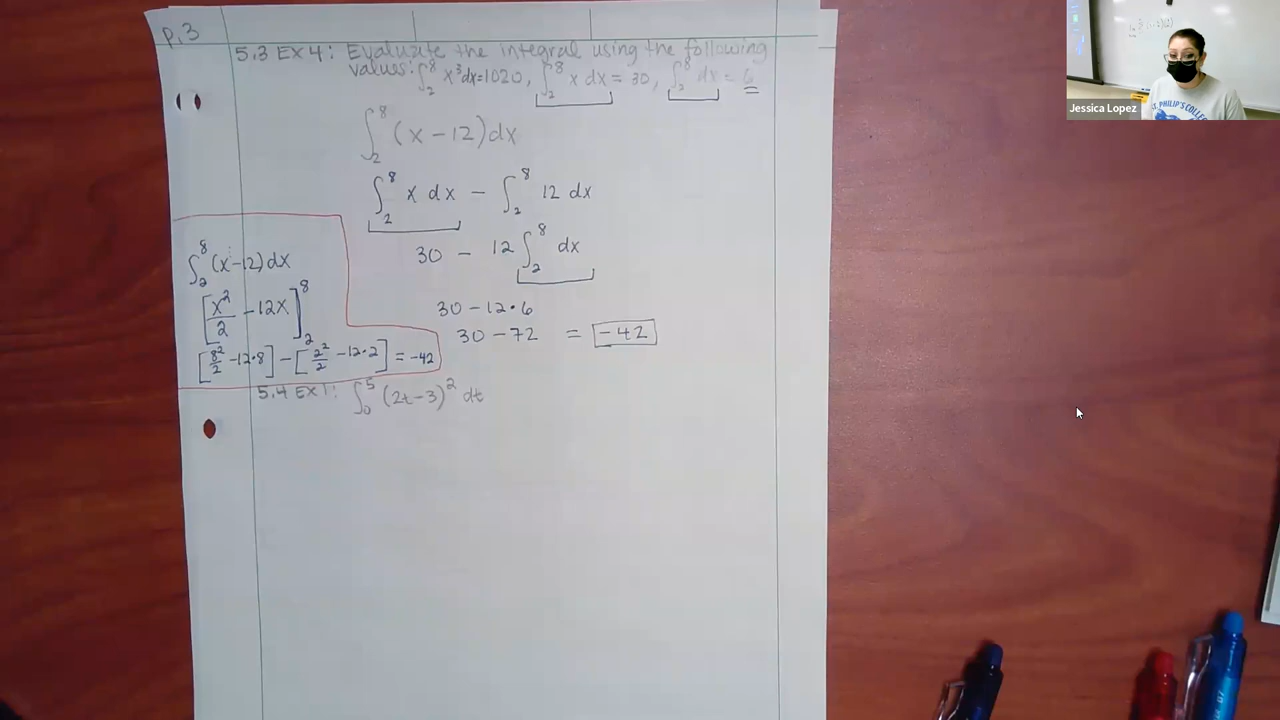 p.3
5.3 Ex 4: Evaluate the integral using the following
values: ∫₂⁸ x³dx=1020, ∫₂⁸ x dx = 30, ∫₂⁸ dx = 6
∫₂⁸ (x – 12) dx
∫₂⁸ x dx – ∫₂⁸ 12 dx
30 – 12 ∫₂⁸ dx
30 – 12 • 6
30 – 72 = -42
∫₂⁸ (x-12) dx
[x²/2 – 12x]₂⁸
[8²/2 - 12•8] – [2²/2 – 12•2] = -42
5.4 Ex 1: ∫₀⁵ (2t – 3)² dt
Jessica Lopez
ST. PHILIP'S COLLEG